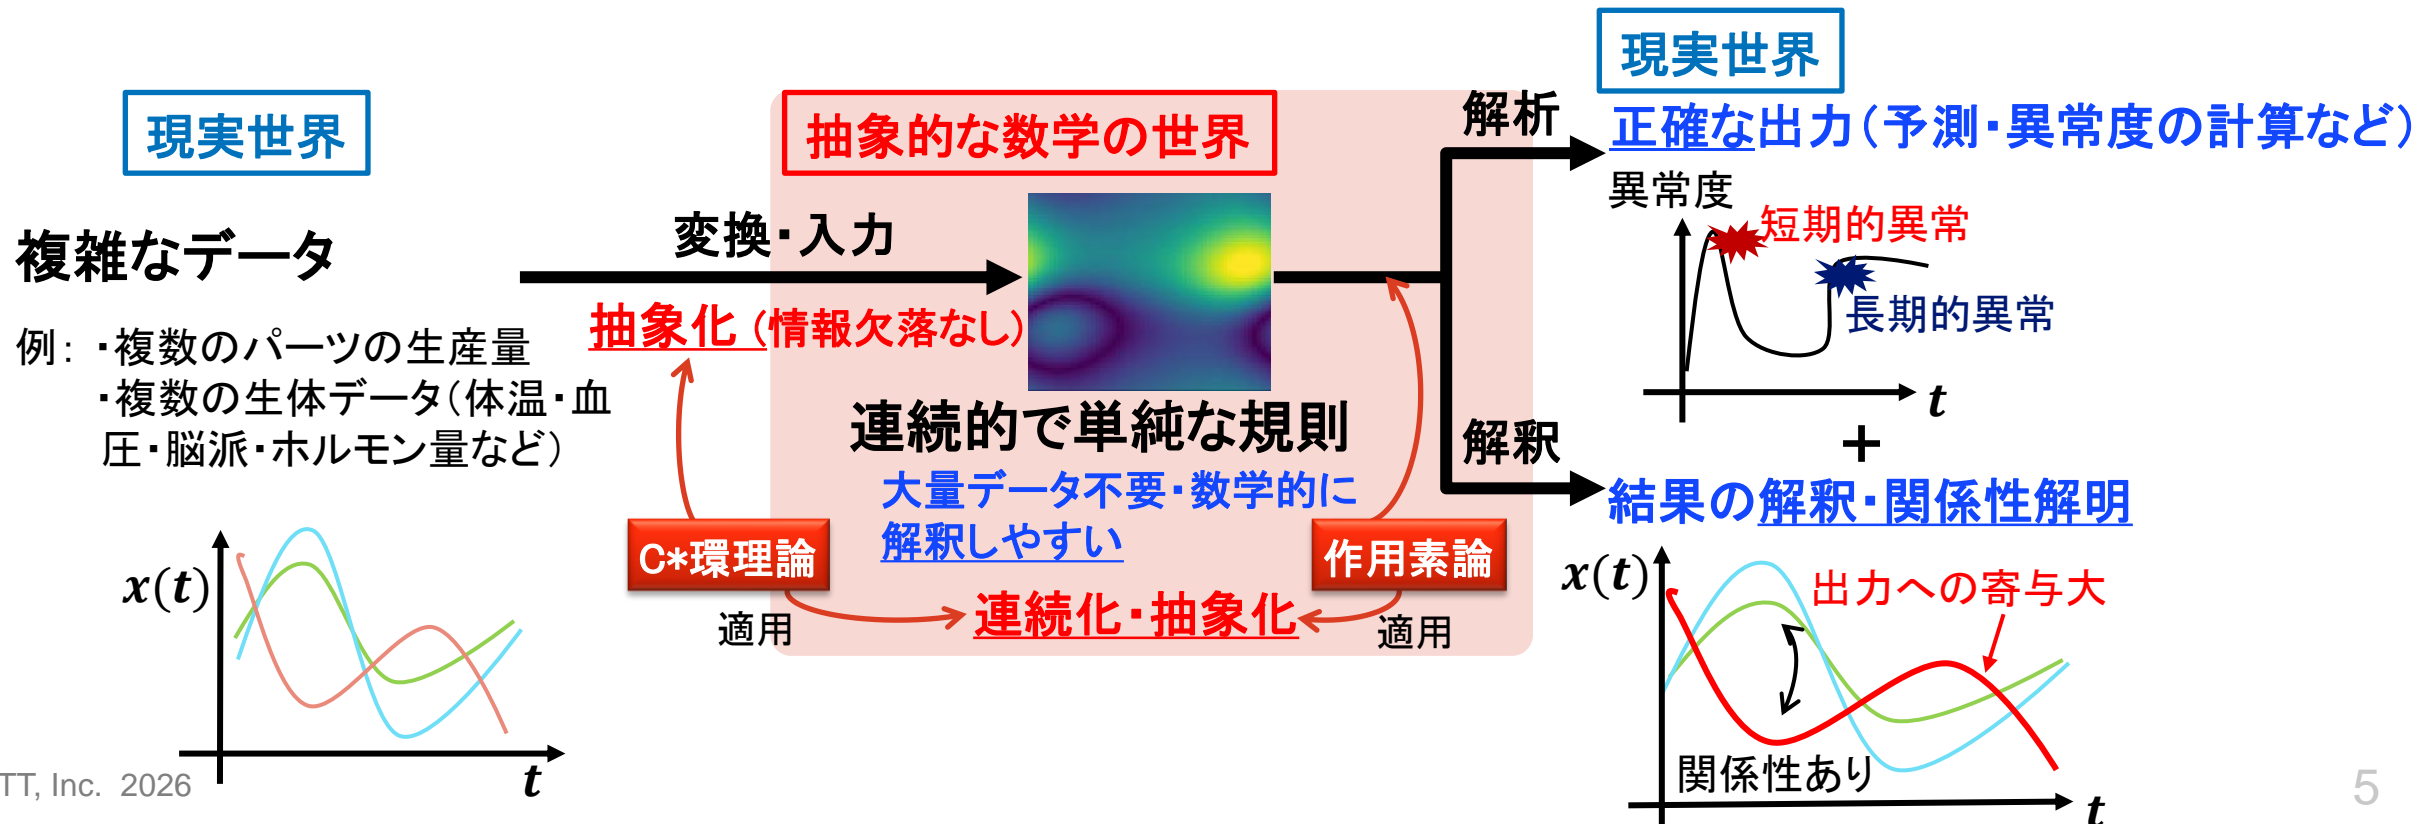 現実世界
複雑なデータ
例：・複数のパーツの生産量
・複数の生体データ（体温・血
圧・脳派・ホルモン量など）
x(t)
t
変換・入力
抽象化（情報欠落なし）
抽象的な数学の世界
連続的で単純な規則
大量データ不要・数学的に
解釈しやすい
C*環理論
作用素論
適用
連続化・抽象化
適用
解析
解釈
現実世界
正確な出力（予測・異常度の計算など）
異常度
短期的異常
長期的異常
t
+
結果の解釈・関係性解明
x(t)
出力への寄与大
関係性あり
t
TT, Inc. 2026
5